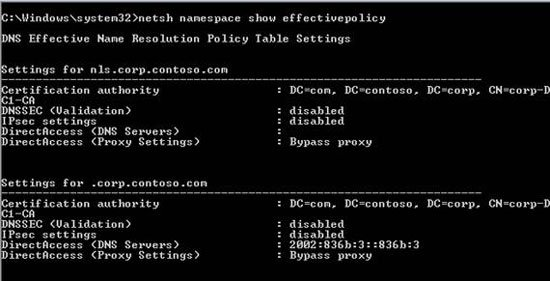 C:\Windows\system32>netsh namespace show effectivepolicy
DNS Effective Name Resolution Policy Table Settings
Settings for nls.corp.contoso.com
----------------------------------------------------------------------
Certification authority : DC=com, DC=contoso, DC=corp, CN=corp-D
C1-CA
DNSSEC (Validation) : disabled
IPsec settings : disabled
DirectAccess (DNS Servers) :
DirectAccess (Proxy Settings) : Bypass proxy
Settings for .corp.contoso.com
----------------------------------------------------------------------
Certification authority : DC=com, DC=contoso, DC=corp, CN=corp-D
C1-CA
DNSSEC (Validation) : disabled
IPsec settings : disabled
DirectAccess (DNS Servers) : 2002:836b:3::836b:3
DirectAccess (Proxy Settings) : Bypass proxy